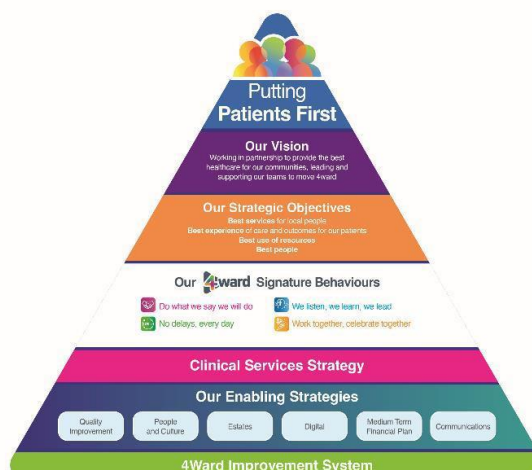 Putting
Patients First
Our Vision
Working in partnership to provide the best
healthcare for our communities, leading and
supporting our teams to move 4ward
Our Strategic Objectives
Best services for local people
Best experience of care and outcomes for our patients
Best use of resources
Best people
Our 4ward Signature Behaviours
Do what we say we will do
We listen, we learn, we lead
No delays, every day
Work together, celebrate together
Clinical Services Strategy
Our Enabling Strategies
Quality
Improvement
People
and Culture
Estates
Digital
Medium Term
Financial Plan
Communications
4Ward Improvement System